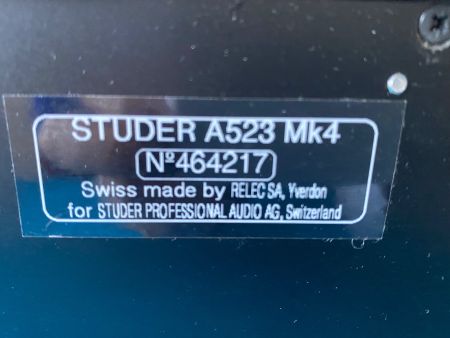 STUDER A523 Mk4
Nº464217
Swiss made by RELEC SA, Yverdon
for STUDER PROFESSIONAL AUDIO AG, Switzerland